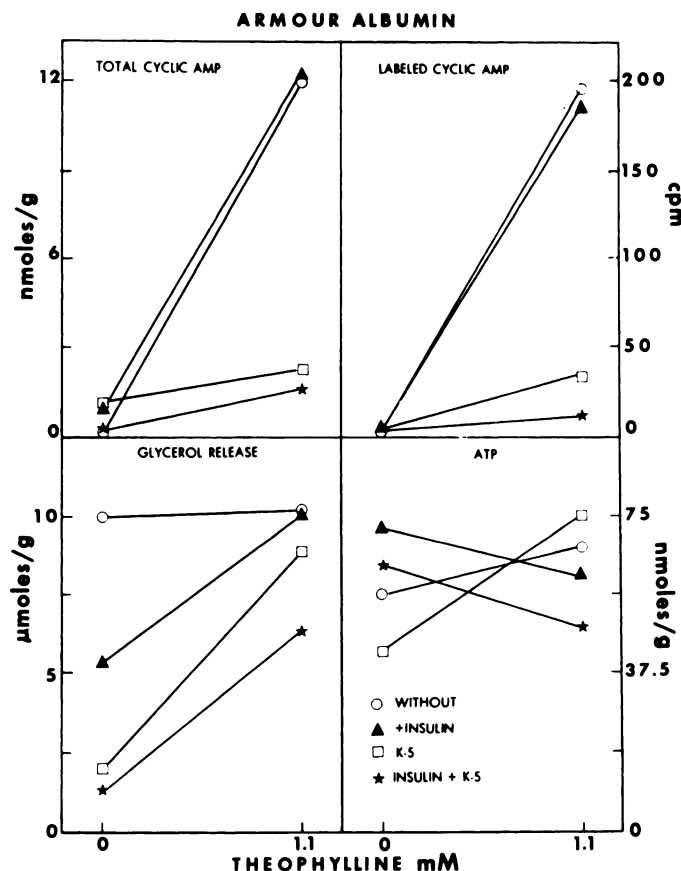 ARMOUR ALBUMIN
TOTAL CYCLIC AMP
LABELED CYCLIC AMP
12
6
0
nmoles/g
200
150
100
50
0
cpm
GLYCEROL RELEASE
ATP
10
5
0
μmoles/g
75
37.5
0
nmoles/g
WITHOUT
+INSULIN
K-5
INSULIN + K-5
0
1.1
0
1.1
THEOPHYLLINE mM